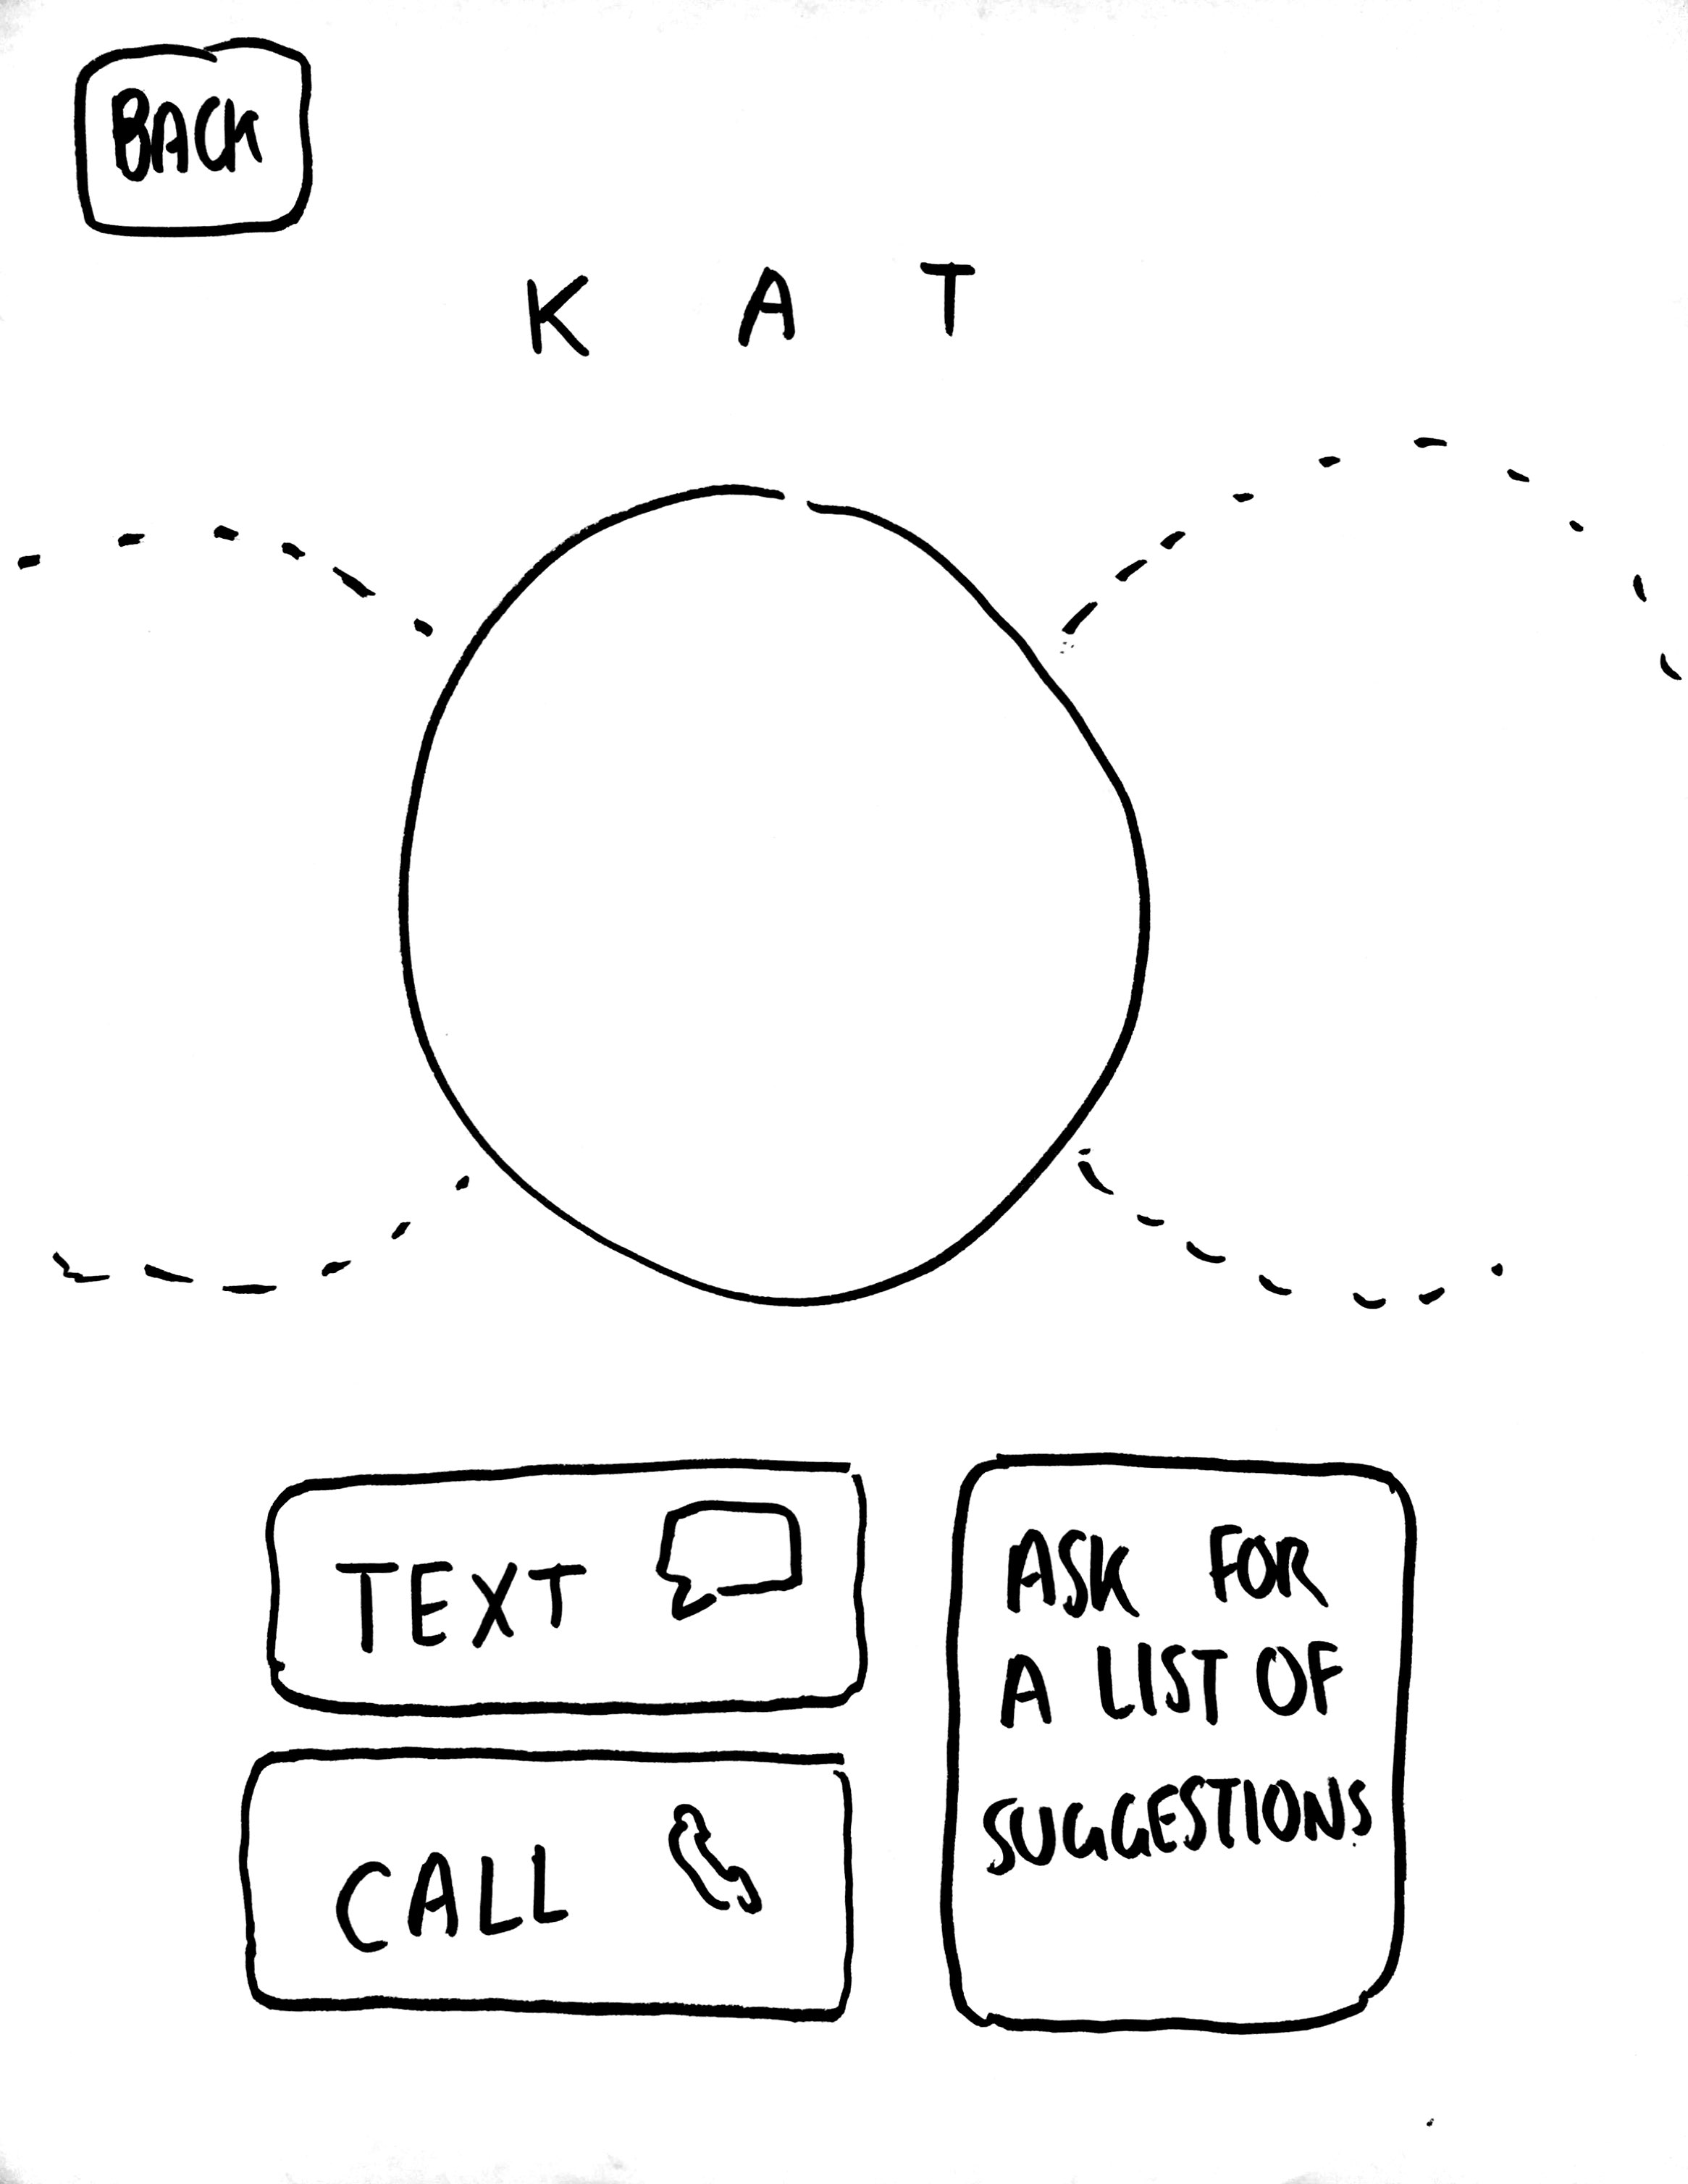 BACK
K A T
TEXT
CALL
ASK FOR
A LIST OF
SUGGESTIONS